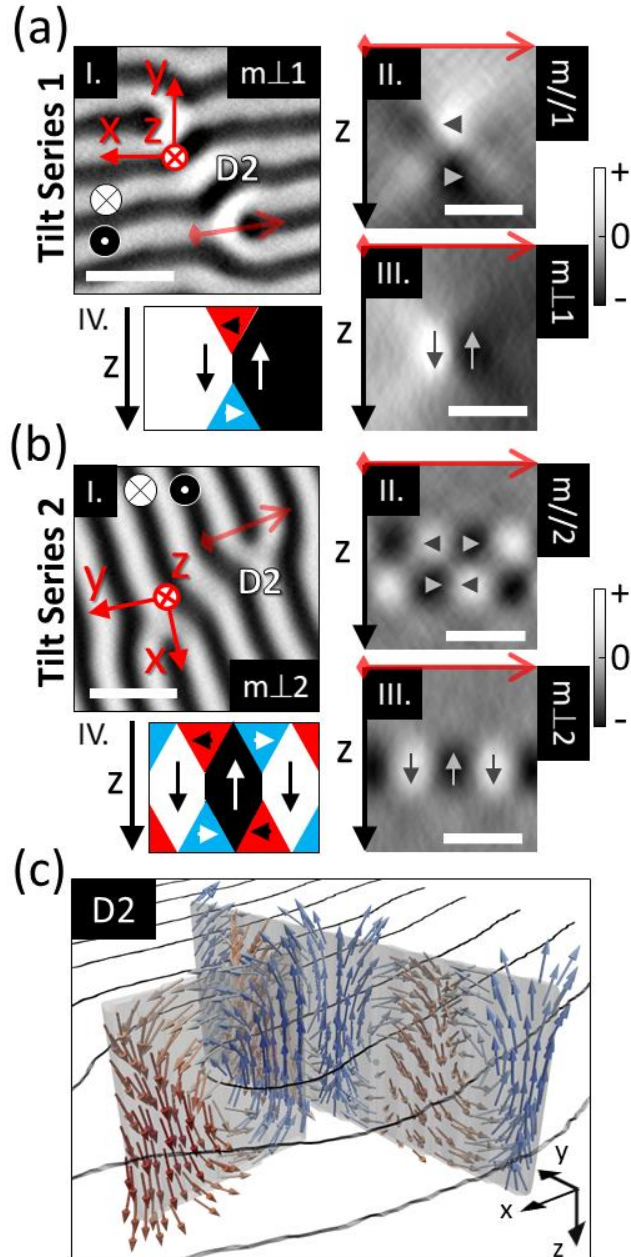 (a)
Tilt Series 1
I.
m⊥1
y
x
z
D2
II.
m//1
z
III.
m⊥1
z
+
0
-
IV.
z
(b)
Tilt Series 2
I.
y
z
x
D2
m⊥2
II.
m//2
z
III.
m⊥2
z
+
0
-
IV.
z
(c)
D2
y
x
z